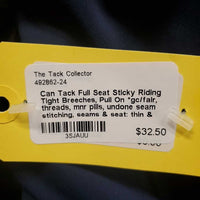 The Tack Collector
492862-24
Can Tack Full Seat Sticky Riding
Tight Breeches, Pull On *gc/fair,
threads, mnr pills, undone seam
stitching, seams & seat: thin &
$32.50
3SJAUU